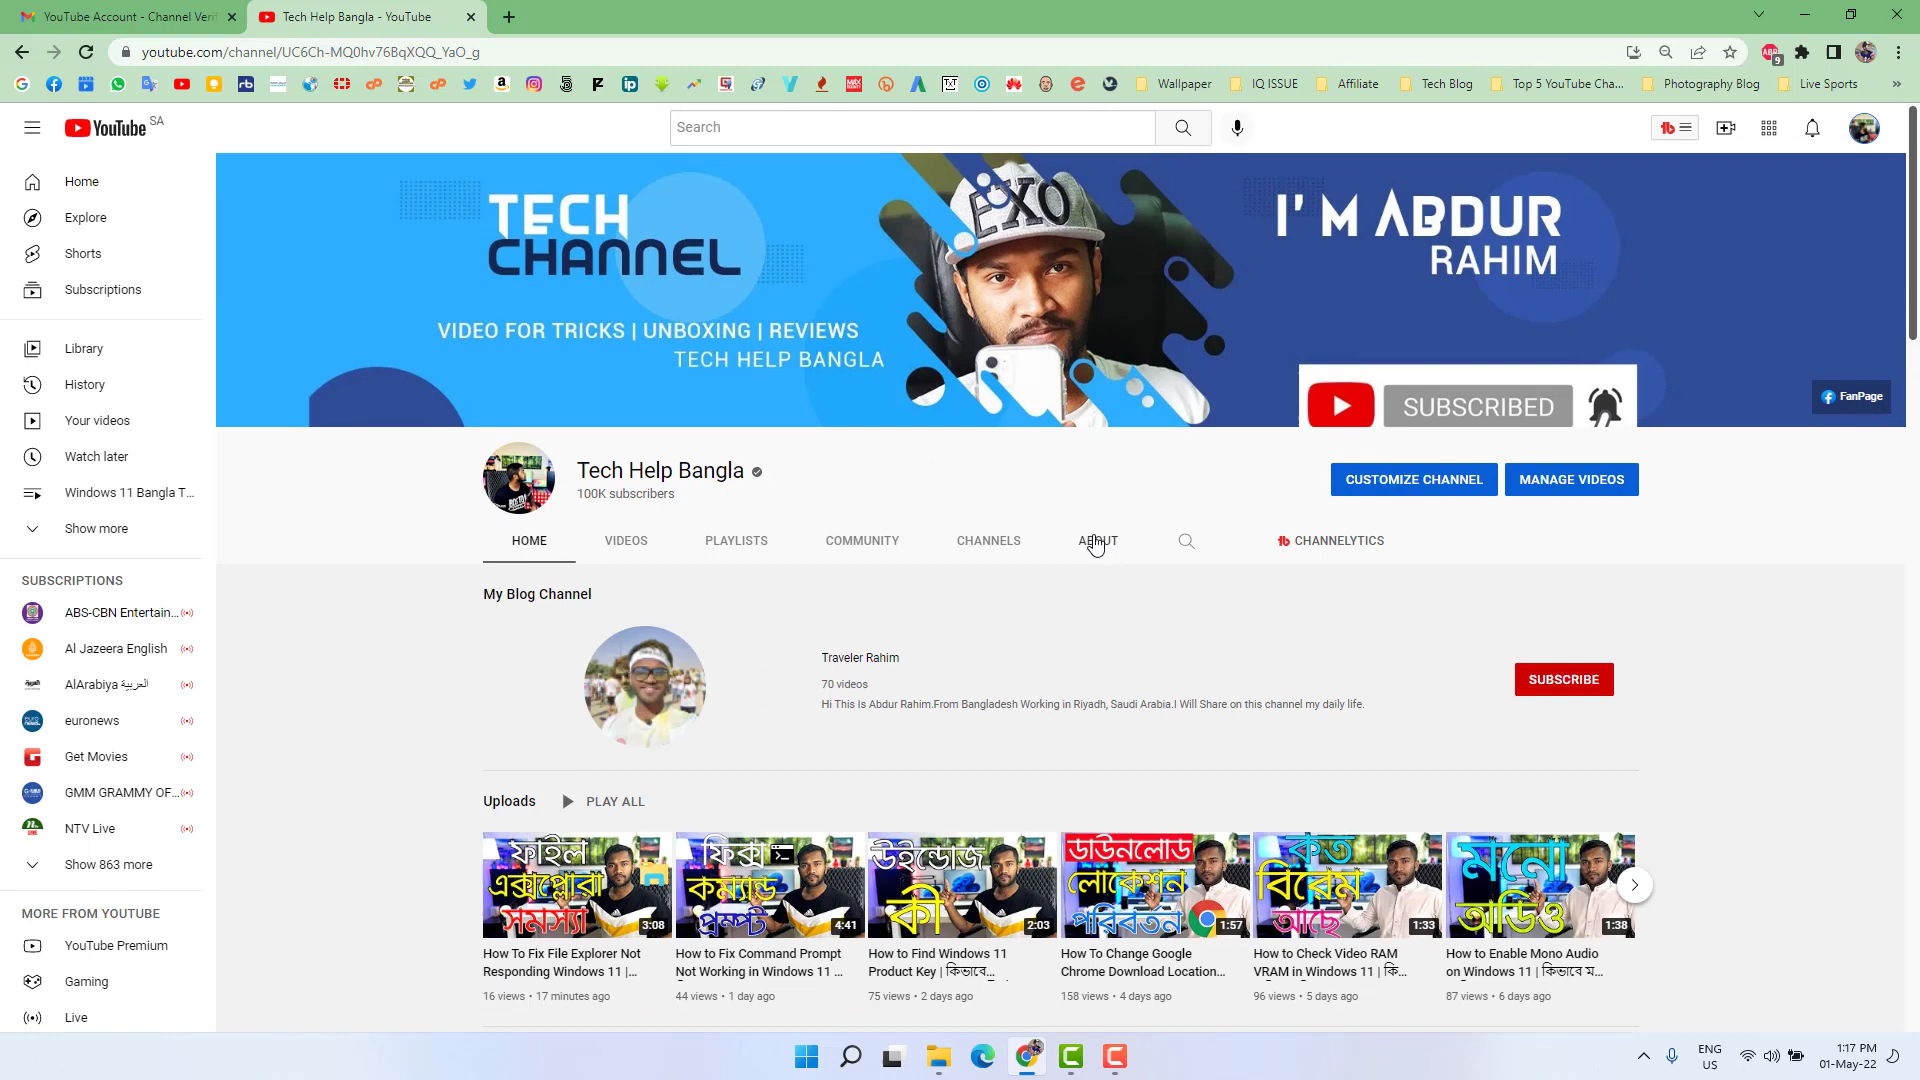 YouTube Account - Channel Veri
Tech Help Bangla - YouTube
youtube.com/channel/UC6Ch-MQ0hv76BqXQQ_YaO_g
ABP
9
Wallpaper
IQ ISSUE
Affiliate
Tech Blog
Top 5 YouTube Cha...
Photography Blog
Live Sports
YouTube SA
Search
Home
Explore
Shorts
Subscriptions
Library
History
Your videos
Watch later
Windows 11 Bangla T...
Show more
SUBSCRIPTIONS
ABS-CBN Entertain...
Al Jazeera English
AlArabiya العربية
euronews
Get Movies
GMM GRAMMY OF...
NTV Live
Show 863 more
MORE FROM YOUTUBE
YouTube Premium
Gaming
Live
TECH
CHANNEL
VIDEO FOR TRICKS | UNBOXING | REVIEWS
TECH HELP BANGLA
EXO
I'M ABDUR
RAHIM
SUBSCRIBED
FanPage
Tech Help Bangla
100K subscribers
CUSTOMIZE CHANNEL
MANAGE VIDEOS
HOME
VIDEOS
PLAYLISTS
COMMUNITY
CHANNELS
ABOUT
CHANNELYTICS
My Blog Channel
Traveler Rahim
70 videos
Hi This Is Abdur Rahim.From Bangladesh Working in Riyadh, Saudi Arabia.I Will Share on this channel my daily life.
SUBSCRIBE
Uploads
PLAY ALL
ফাইল
এক্সপ্লোরা
সমস্যা
3:08
How To Fix File Explorer Not
Responding Windows 11 |...
16 views • 17 minutes ago
ফিক্স
কম্যান্ড
প্রম্পট
4:41
How to Fix Command Prompt
Not Working in Windows 11 ...
44 views • 1 day ago
উইন্ডোজ
কী
2:03
How to Find Windows 11
Product Key | কিভাবে...
75 views • 2 days ago
ডাউনলোড
লোকেশন
পরিবর্তন
1:57
How To Change Google
Chrome Download Location...
158 views • 4 days ago
কত
বিরেম
আছে
1:33
How to Check Video RAM
VRAM in Windows 11 | কি...
96 views • 5 days ago
মনো
অডিও
1:38
How to Enable Mono Audio
on Windows 11 | কিভাবে ম...
87 views • 6 days ago
ENG
US
1:17 PM
01-May-22